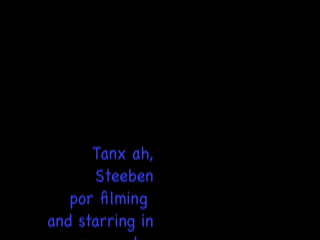 Tanx ah,
Steeben
por filming
and starring in